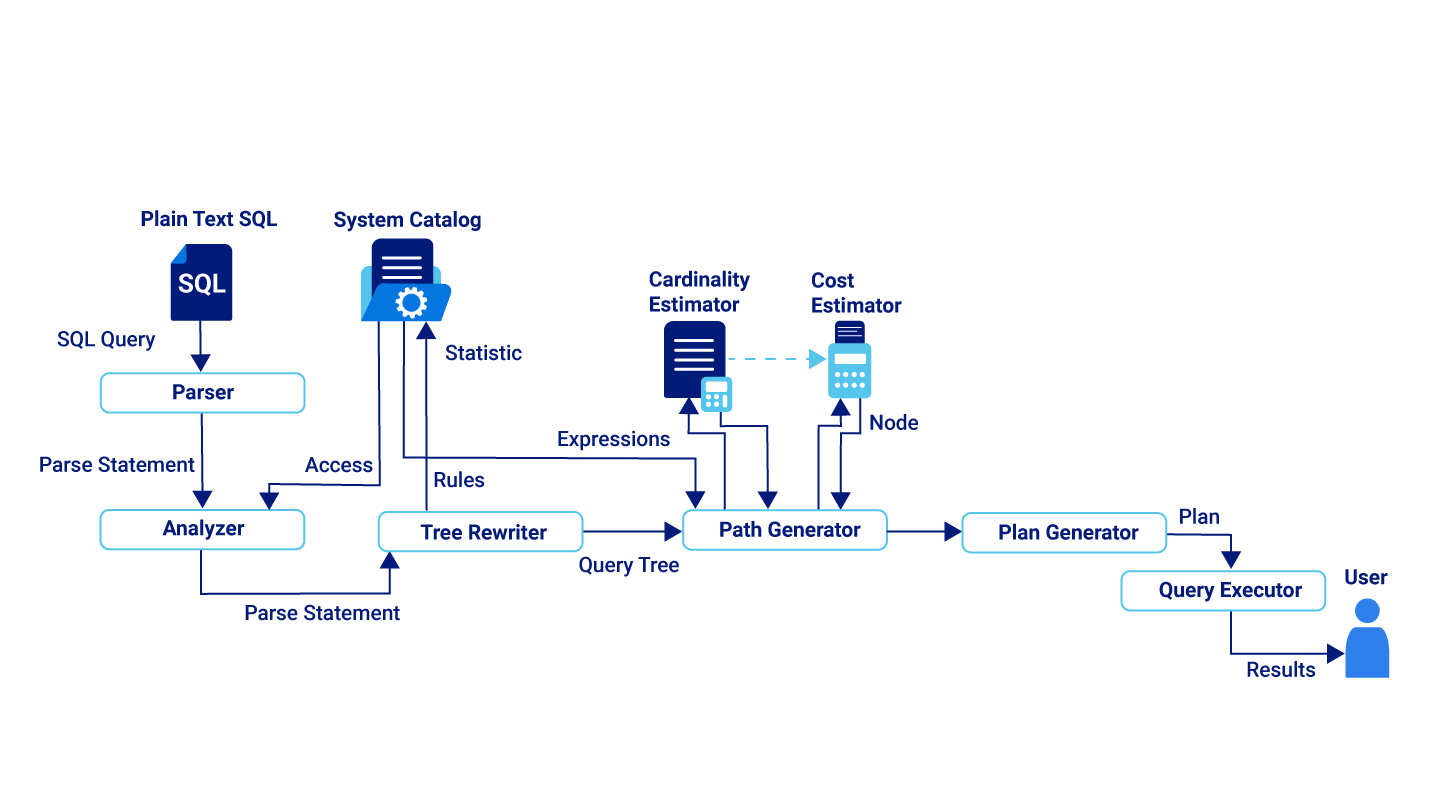 Plain Text SQL
System Catalog
SQL
Cardinality
Estimator
Cost
Estimator
SQL Query
Statistic
Parser
Node
Expressions
Parse Statement
Access
Rules
Analyzer
Tree Rewriter
Path Generator
Plan Generator
Plan
Query Tree
Query Executor
User
Parse Statement
Results